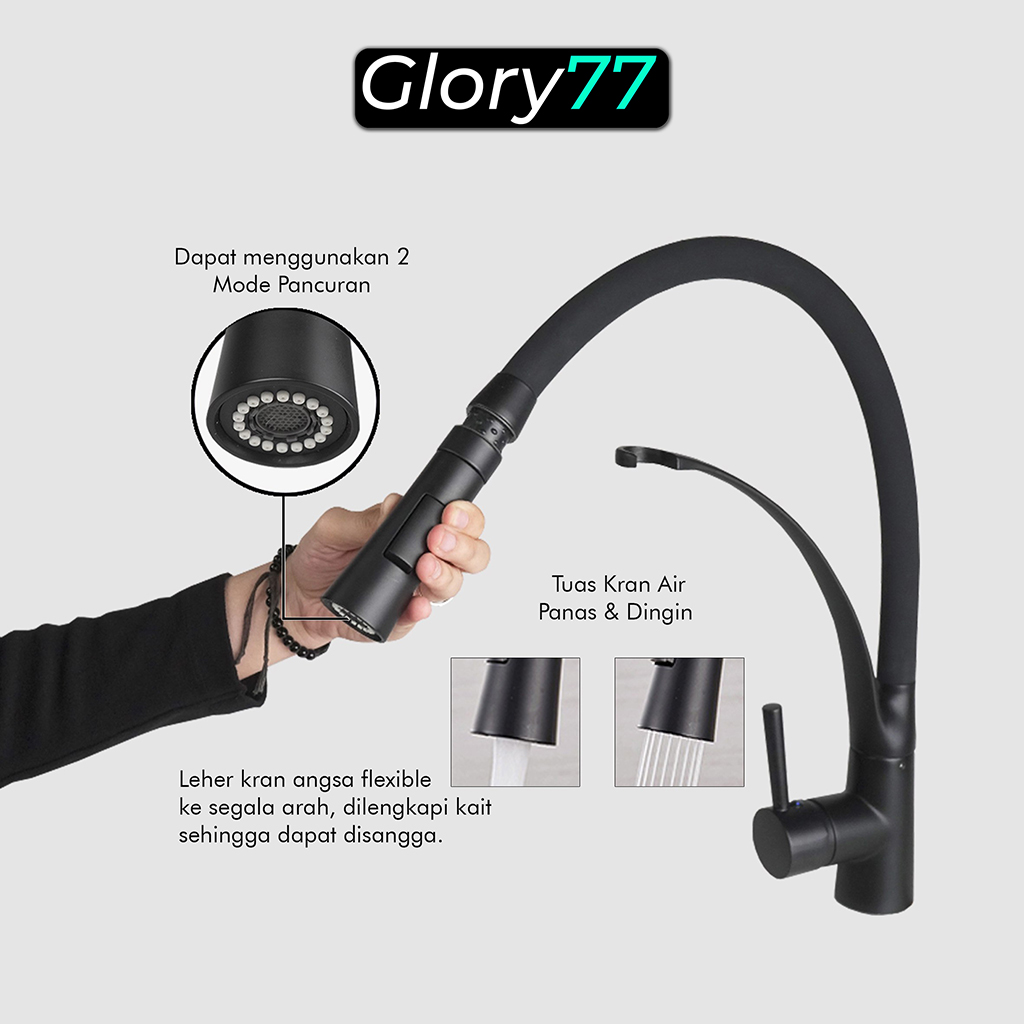 Glory77
Dapat menggunakan 2
Mode Pancuran
Tuas Kran Air
Panas & Dingin
Leher kran angsa flexible
ke segala arah, dilengkapi kait
sehingga dapat disangga.